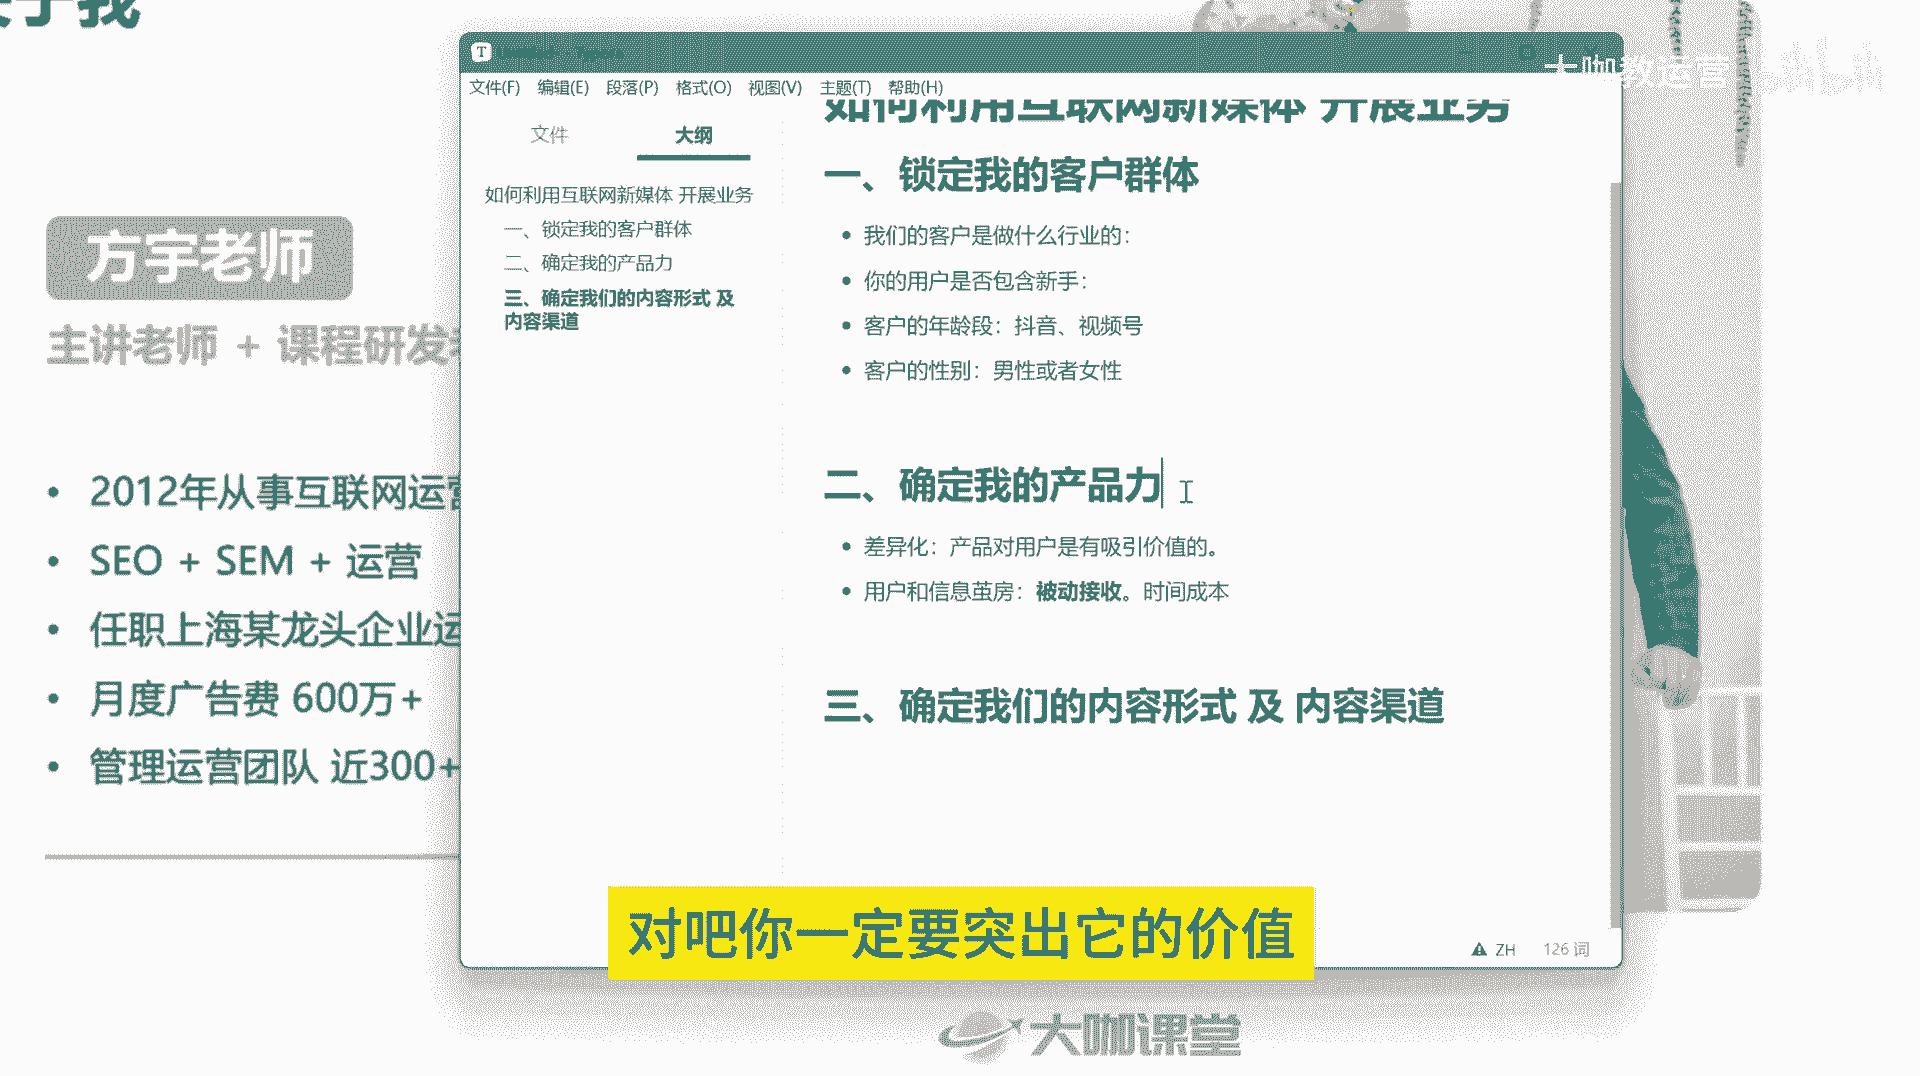 于我
方宇老师
主讲老师 + 课程研发
2012年从事互联网运营
SEO + SEM + 运营
任职上海某龙头企业运
月度广告费 600万+
管理运营团队 近300+
T
文件(F) 编辑(E) 段落(P) 格式(O) 视图(V) 主题(T) 帮助(H)
文件 大纲
如何利用互联网新媒体 开展业务
一、锁定我的客户群体
二、确定我的产品力
三、确定我们的内容形式 及
内容渠道
如何利用互联网新媒体 开展业务
一、锁定我的客户群体
我们的客户是做什么行业的：
你的用户是否包含新手：
客户的年龄段：抖音、视频号
客户的性别：男性或者女性
二、确定我的产品力
差异化：产品对用户是有吸引价值的。
用户和信息茧房：被动接收。时间成本
三、确定我们的内容形式 及 内容渠道
ZH 126 词
大咖教运营 bilibili
对吧你一定要突出它的价值
大咖课堂